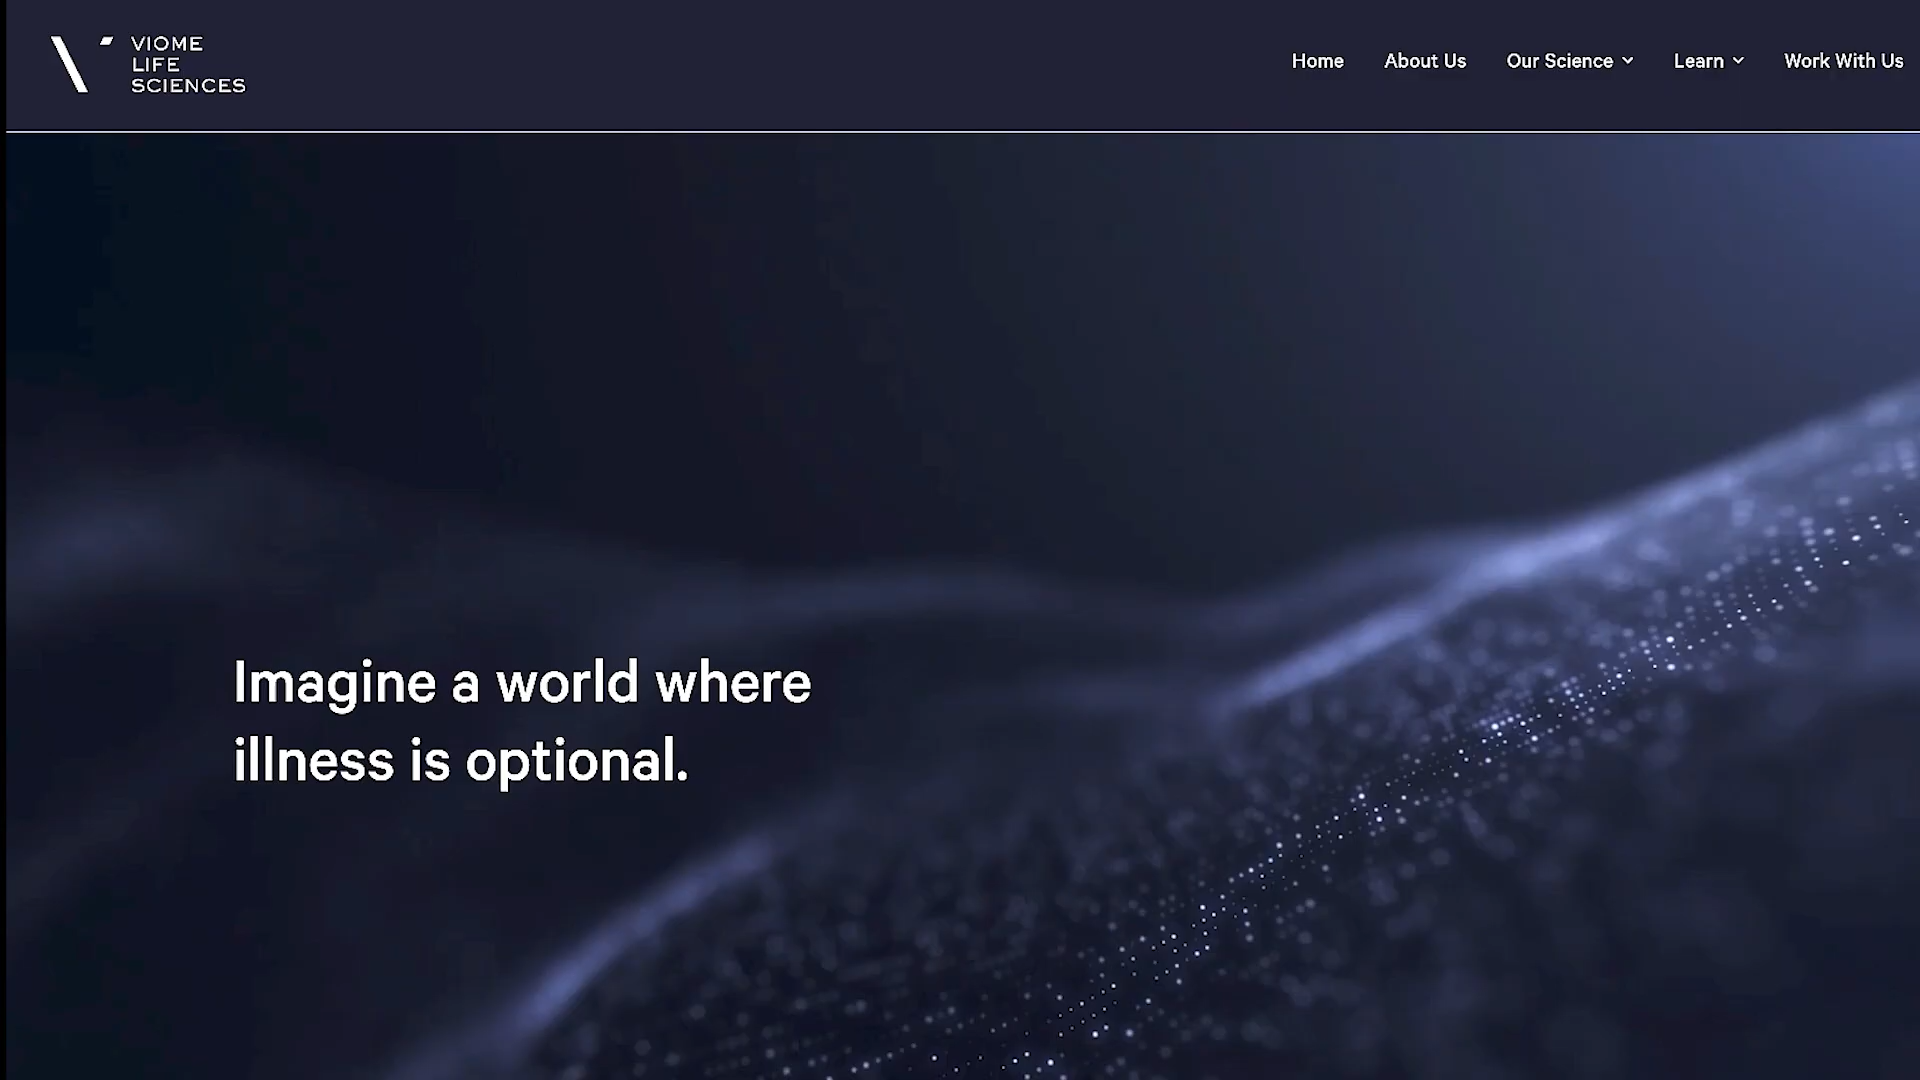 VIOME
LIFE
SCIENCES
Home About Us Our Science Learn Work With Us
Imagine a world where
illness is optional.